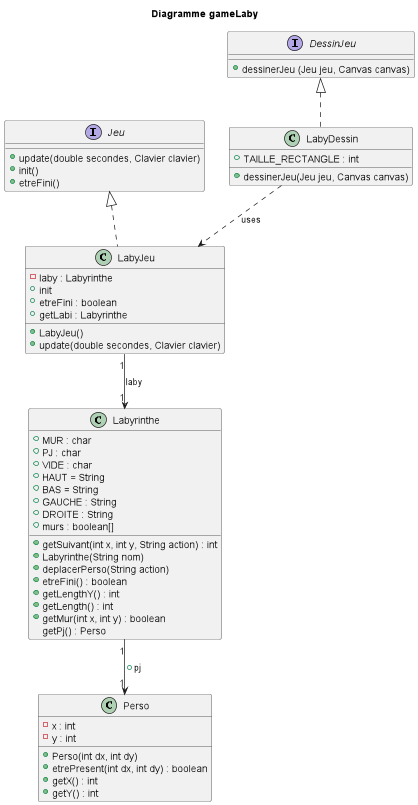 Diagramme gameLaby
I DessinJeu
dessinerJeu (Jeu jeu, Canvas canvas)
I Jeu
update(double secondes, Clavier clavier)
init()
etreFini()
C LabyDessin
TAILLE_RECTANGLE : int
dessinerJeu(Jeu jeu, Canvas canvas)
uses
C LabyJeu
laby : Labyrinthe
init
etreFini : boolean
getLabi : Labyrinthe
LabyJeu()
update(double secondes, Clavier clavier)
1
laby
1
C Labyrinthe
MUR : char
PJ : char
VIDE : char
HAUT = String
BAS = String
GAUCHE : String
DROITE : String
murs : boolean[]
getSuivant(int x, int y, String action) : int
Labyrinthe(String nom)
deplacerPerso(String action)
etreFini() : boolean
getLengthY() : int
getLength() : int
getMur(int x, int y) : boolean
getPj() : Perso
1
pj
1
C Perso
x : int
y : int
Perso(int dx, int dy)
etrePresent(int dx, int dy) : boolean
getX() : int
getY() : int